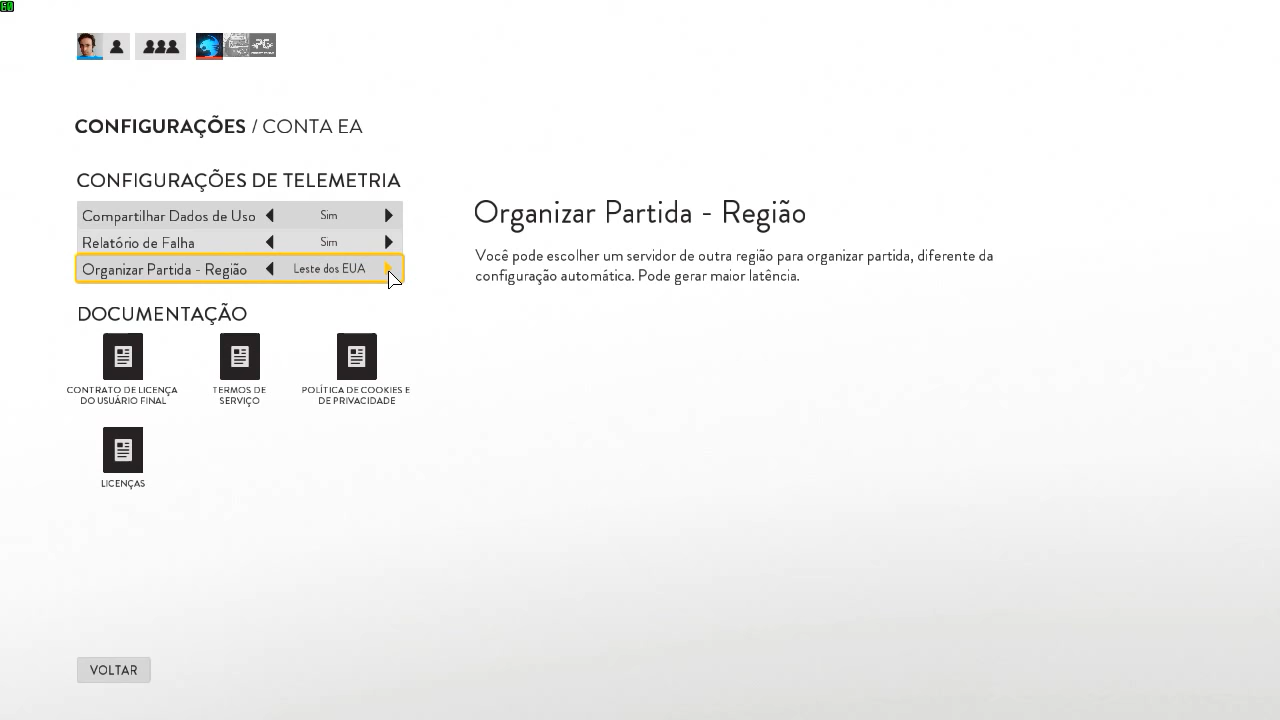 60
CONFIGURAÇÕES / CONTA EA
CONFIGURAÇÕES DE TELEMETRIA
Compartilhar Dados de Uso Sim
Relatório de Falha Sim
Organizar Partida - Região Leste dos EUA
Organizar Partida - Região
Você pode escolher um servidor de outra região para organizar partida, diferente da
configuração automática. Pode gerar maior latência.
DOCUMENTAÇÃO
CONTRATO DE LICENÇA
DO USUÁRIO FINAL
TERMOS DE
SERVIÇO
POLÍTICA DE COOKIES E
DE PRIVACIDADE
LICENÇAS
VOLTAR